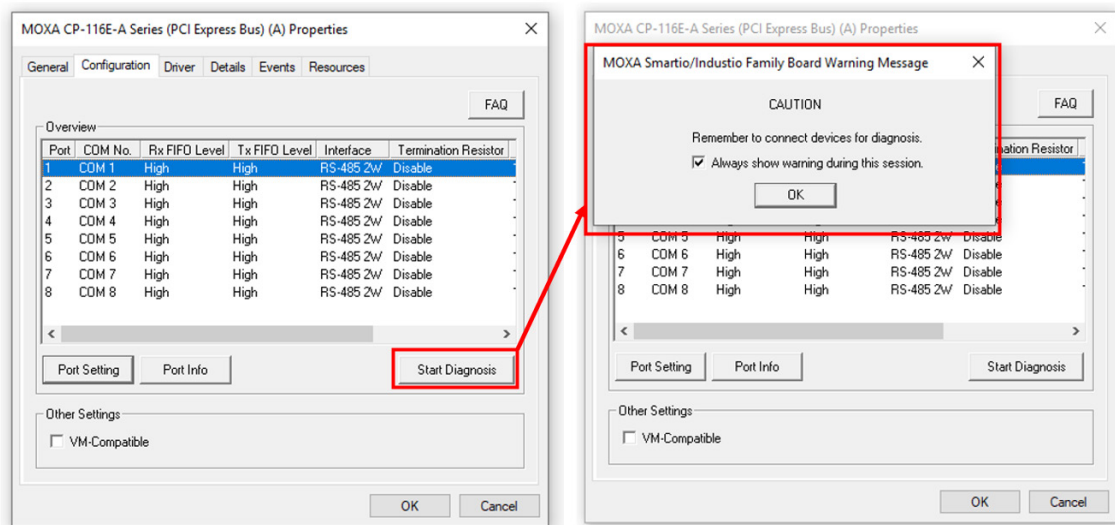 MOXA CP-116E-A Series (PCI Express Bus) (A) Properties
General Configuration Driver Details Events Resources
FAQ
Overview
Port COM No. Rx FIFO Level Tx FIFO Level Interface Termination Resistor
1 COM 1 High High RS-485 2W Disable
2 COM 2 High High RS-485 2W Disable
3 COM 3 High High RS-485 2W Disable
4 COM 4 High High RS-485 2W Disable
5 COM 5 High High RS-485 2W Disable
6 COM 6 High High RS-485 2W Disable
7 COM 7 High High RS-485 2W Disable
8 COM 8 High High RS-485 2W Disable
Port Setting Port Info Start Diagnosis
Other Settings
VM-Compatible
OK Cancel
MOXA CP-116E-A Series (PCI Express Bus) (A) Properties
MOXA Smartio/Industio Family Board Warning Message
CAUTION
Remember to connect devices for diagnosis.
Always show warning during this session.
OK
FAQ
nation Resistor
5 COM 5 High High RS-485 2W Disable
6 COM 6 High High RS-485 2W Disable
7 COM 7 High High RS-485 2W Disable
8 COM 8 High High RS-485 2W Disable
Port Setting Port Info Start Diagnosis
Other Settings
VM-Compatible
OK Cancel